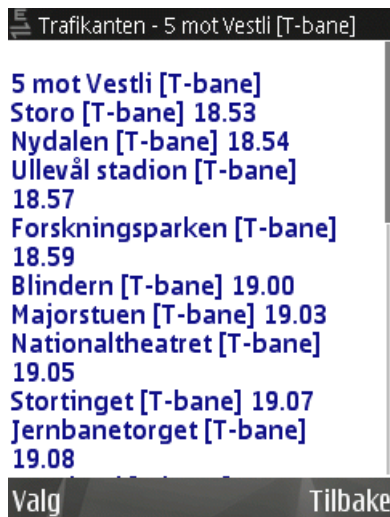 Trafikanten - 5 mot Vestli [T-bane]
5 mot Vestli [T-bane]
Storo [T-bane] 18.53
Nydalen [T-bane] 18.54
Ullevål stadion [T-bane]
18.57
Forskningsparken [T-bane]
18.59
Blindern [T-bane] 19.00
Majorstuen [T-bane] 19.03
Nationaltheatret [T-bane]
19.05
Stortinget [T-bane] 19.07
Jernbanetorget [T-bane]
19.08
Valg
Tilbake